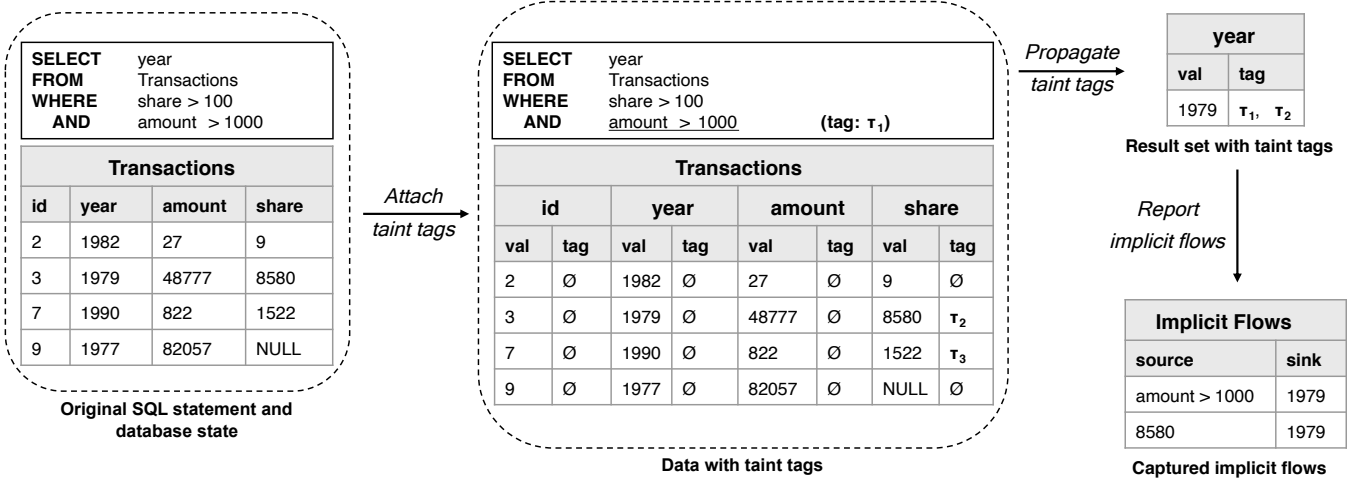 SELECT year
FROM Transactions
WHERE share > 100
AND amount > 1000
Transactions
id year amount share
2 1982 27 9
3 1979 48777 8580
7 1990 822 1522
9 1977 82057 NULL
Original SQL statement and
database state
Attach
taint tags
SELECT year
FROM Transactions
WHERE share > 100
AND amount > 1000 (tag: τ₁)
Transactions
id year amount share
val tag val tag val tag val tag
2 Ø 1982 Ø 27 Ø 9 Ø
3 Ø 1979 Ø 48777 Ø 8580 τ₂
7 Ø 1990 Ø 822 Ø 1522 τ₃
9 Ø 1977 Ø 82057 Ø NULL Ø
Data with taint tags
Propagate
taint tags
year
val tag
1979 τ₁, τ₂
Result set with taint tags
Report
implicit flows
Implicit Flows
source sink
amount > 1000 1979
8580 1979
Captured implicit flows